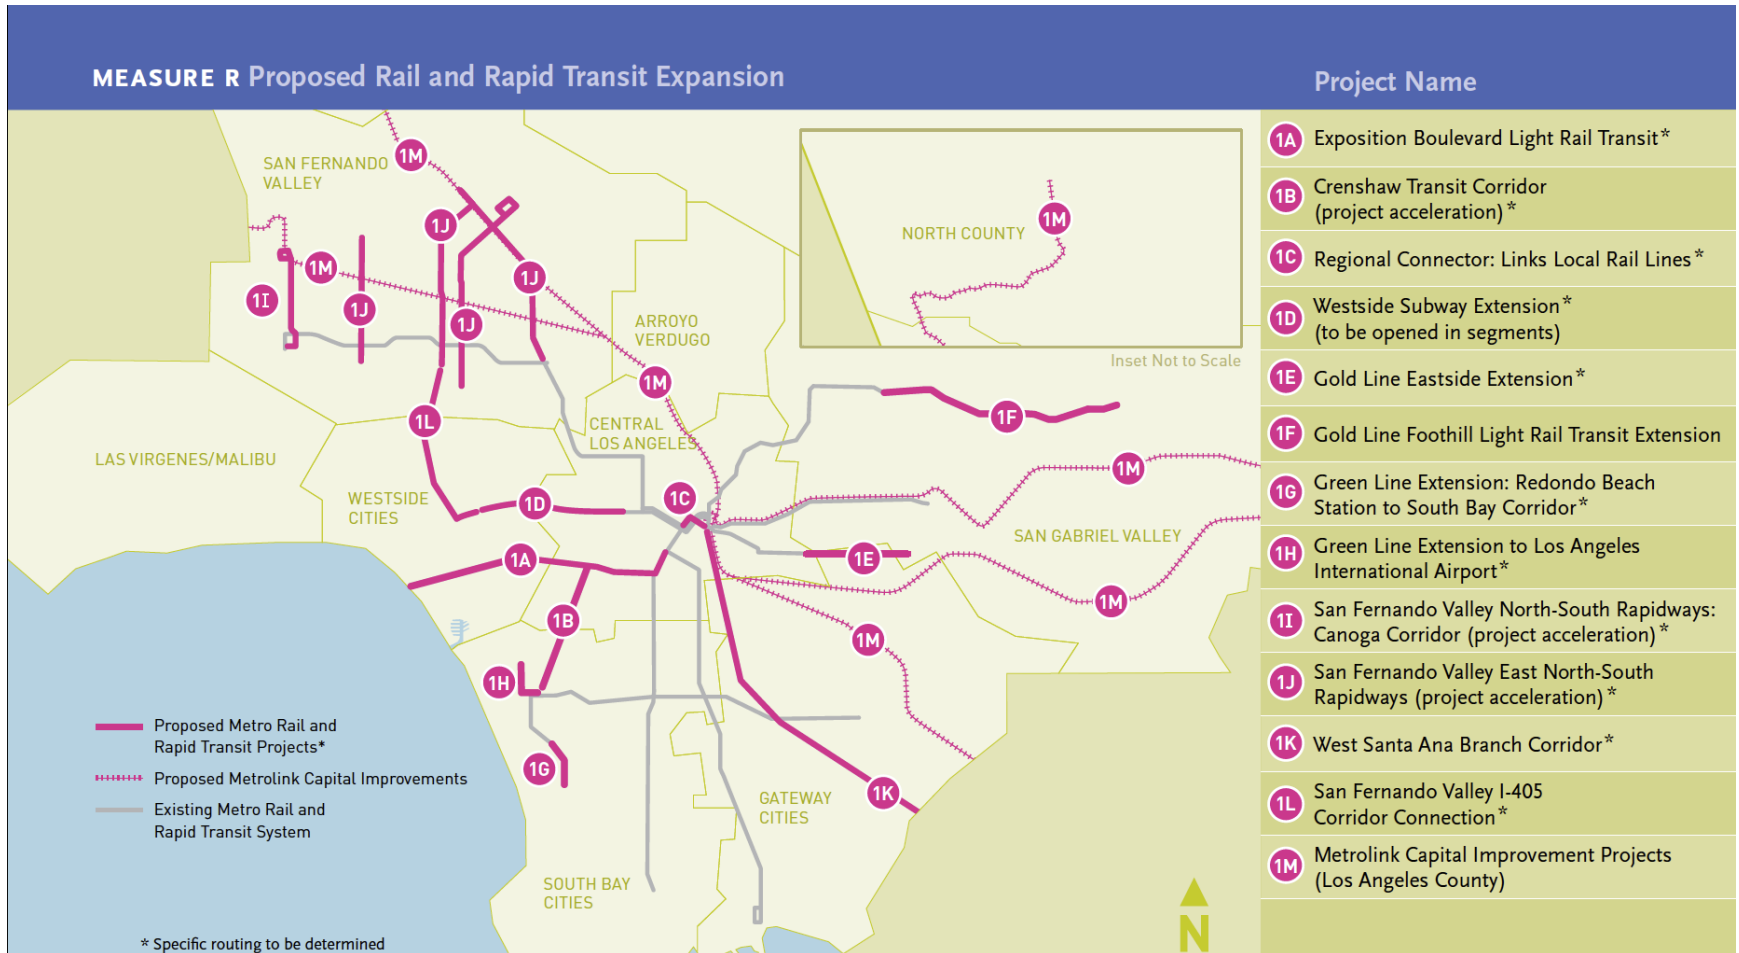 MEASURE R Proposed Rail and Rapid Transit Expansion
Project Name
SAN FERNANDO
VALLEY
1M
1J
1M
1I
1J
1J
1J
ARROYO
VERDUGO
1M
NORTH COUNTY
1M
Inset Not to Scale
1L
CENTRAL
LOS ANGELES
1F
LAS VIRGENES/MALIBU
WESTSIDE
CITIES
1D
1C
1M
SAN GABRIEL VALLEY
1A
1E
1B
1M
1M
1H
1G
1K
GATEWAY
CITIES
SOUTH BAY
CITIES
Proposed Metro Rail and
Rapid Transit Projects*
Proposed Metrolink Capital Improvements
Existing Metro Rail and
Rapid Transit System
* Specific routing to be determined
N
1A Exposition Boulevard Light Rail Transit*
1B Crenshaw Transit Corridor
(project acceleration)*
1C Regional Connector: Links Local Rail Lines*
1D Westside Subway Extension*
(to be opened in segments)
1E Gold Line Eastside Extension*
1F Gold Line Foothill Light Rail Transit Extension
1G Green Line Extension: Redondo Beach
Station to South Bay Corridor*
1H Green Line Extension to Los Angeles
International Airport*
1I San Fernando Valley North-South Rapidways:
Canoga Corridor (project acceleration)*
1J San Fernando Valley East North-South
Rapidways (project acceleration)*
1K West Santa Ana Branch Corridor*
1L San Fernando Valley I-405
Corridor Connection*
1M Metrolink Capital Improvement Projects
(Los Angeles County)